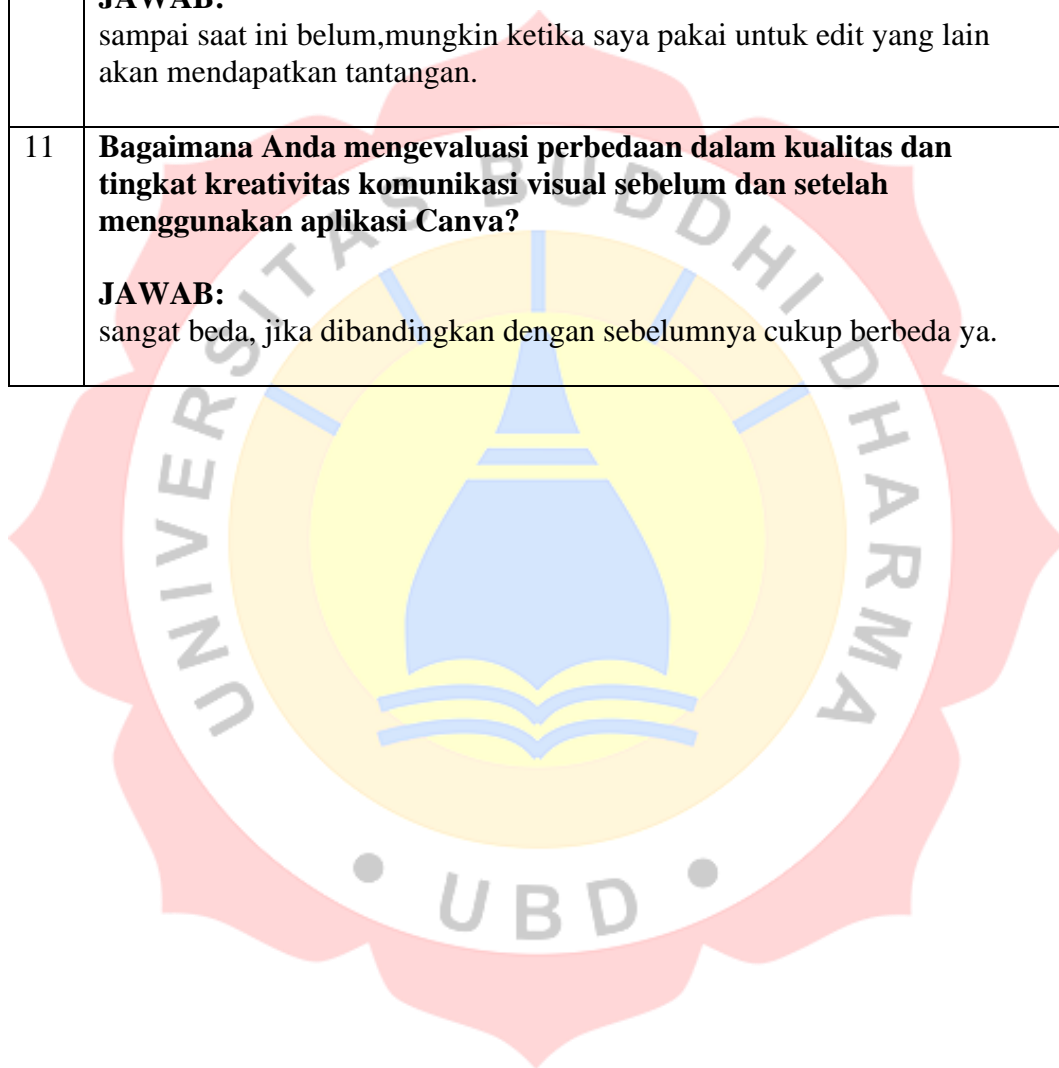 JAWAB:
sampai saat ini belum,mungkin ketika saya pakai untuk edit yang lain
akan mendapatkan tantangan.
11
Bagaimana Anda mengevaluasi perbedaan dalam kualitas dan
tingkat kreativitas komunikasi visual sebelum dan setelah
menggunakan aplikasi Canva?
JAWAB:
sangat beda, jika dibandingkan dengan sebelumnya cukup berbeda ya.
UNIVERSITAS BUDDHI DHARMA
• UBD •